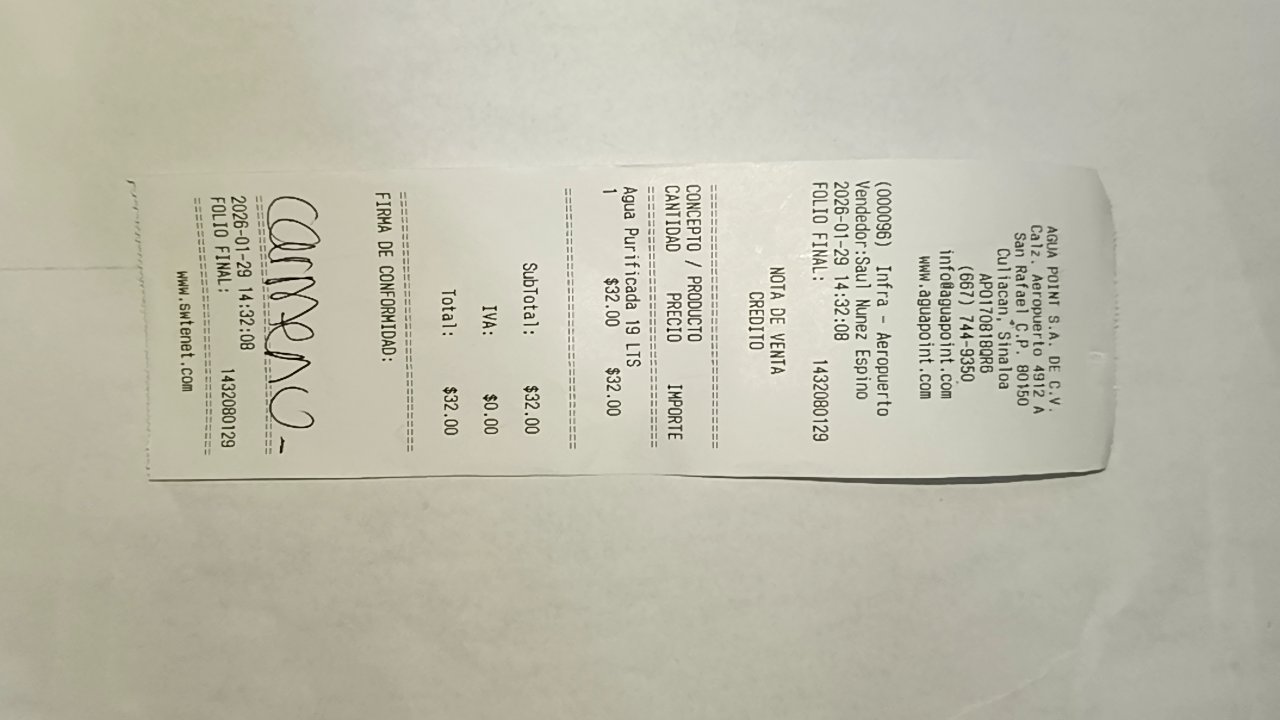 AGUA POINT S.A. DE C.V.
Calz. Aeropuerto 4912 A
San Rafael C.P. 80150
Culiacan, Sinaloa
APO170818QR6
(667) 744-9350
info@aguapoint.com
www.aguapoint.com
(000096) Infra - Aeropuerto
Vendedor:Saul Nunez Espino
2026-01-29 14:32:08
FOLIO FINAL: 1432080129
NOTA DE VENTA
CREDITO
================================
CONCEPTO / PRODUCTO
CANTIDAD PRECIO IMPORTE
================================
Agua Purificada 19 LTS
1 $32.00 $32.00
================================
SubTotal: $32.00
IVA: $0.00
Total: $32.00
================================
FIRMA DE CONFORMIDAD:
================================
2026-01-29 14:32:08
FOLIO FINAL: 1432080129
================================
www.swtenet.com